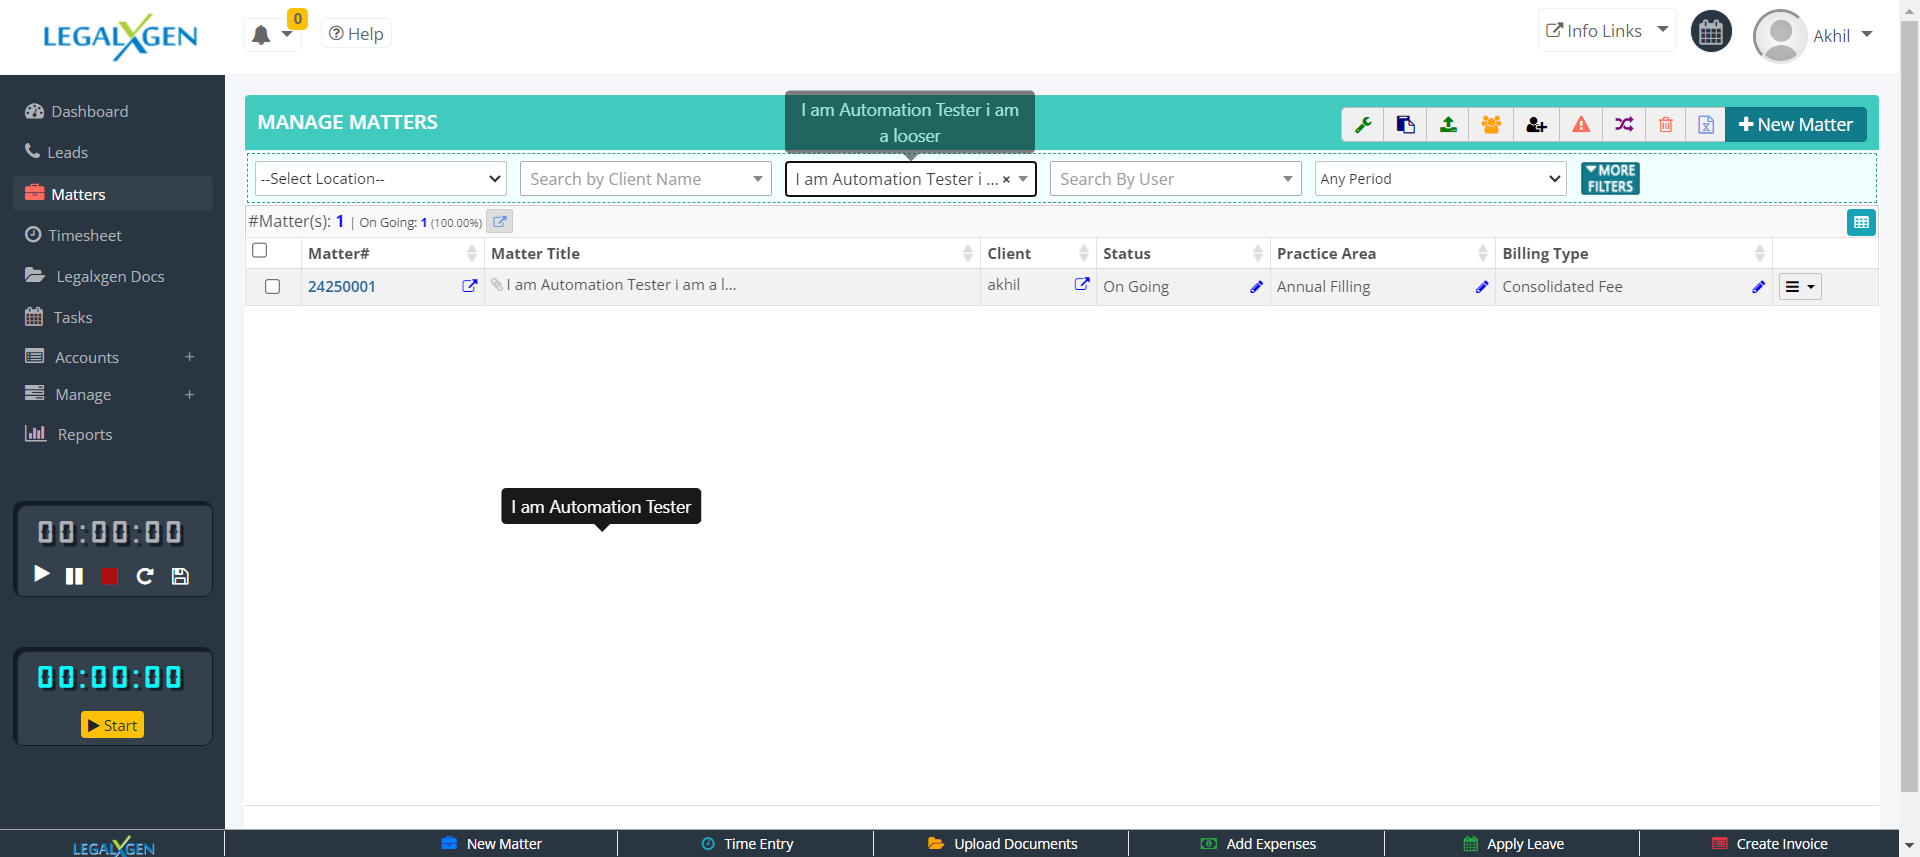 LEGALXGEN
0
Help
Info Links
Akhil
Dashboard
Leads
Matters
Timesheet
Legalxgen Docs
Tasks
Accounts +
Manage +
Reports
00:00:00
00:00:00
Start
MANAGE MATTERS
I am Automation Tester i am
a looser
New Matter
--Select Location--
Search by Client Name
I am Automation Tester i ... ×
Search By User
Any Period
MORE
FILTERS
#Matter(s): 1 | On Going: 1 (100.00%)
Matter# Matter Title Client Status Practice Area Billing Type
24250001 I am Automation Tester i am a l... akhil On Going Annual Filling Consolidated Fee
I am Automation Tester
LEGALXGEN
New Matter
Time Entry
Upload Documents
Add Expenses
Apply Leave
Create Invoice